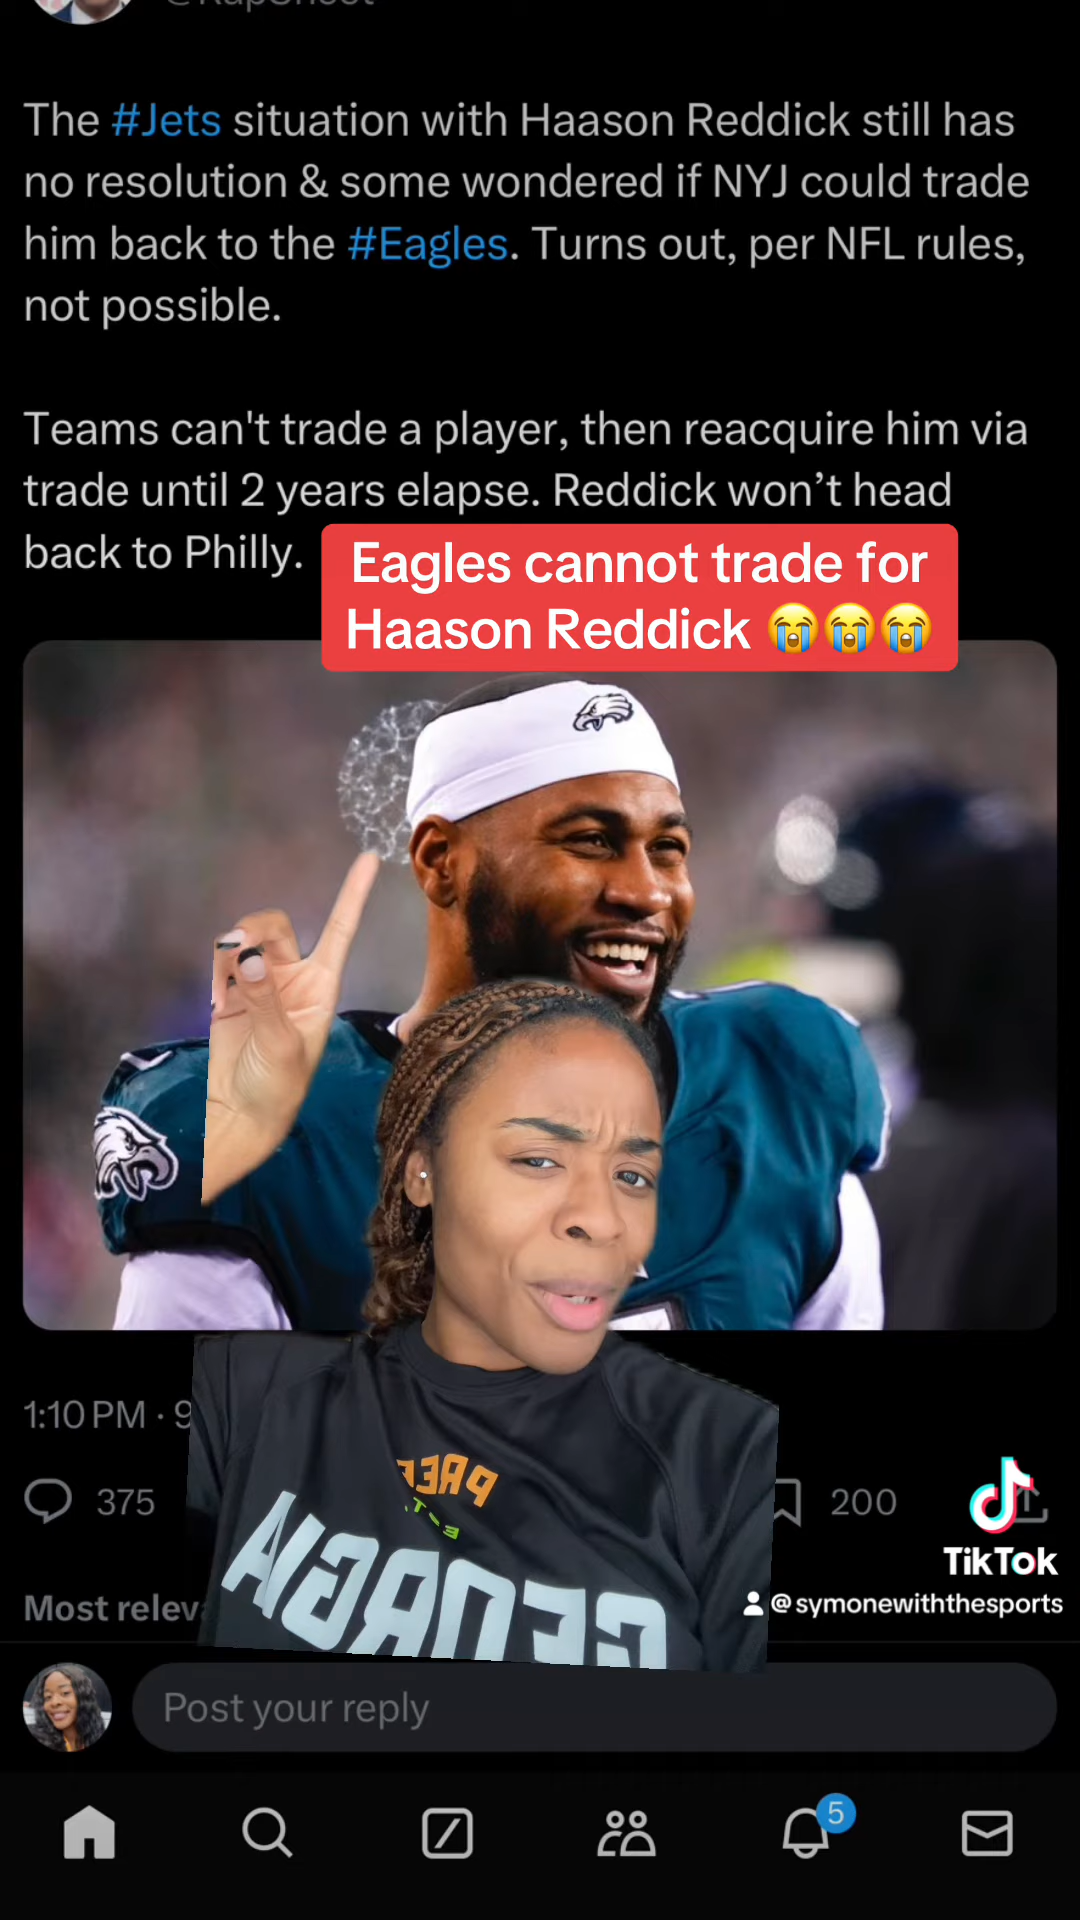 The #Jets situation with Haason Reddick still has
no resolution & some wondered if NYJ could trade
him back to the #Eagles. Turns out, per NFL rules,
not possible.
Teams can't trade a player, then reacquire him via
trade until 2 years elapse. Reddick won’t head
back to Philly.
Eagles cannot trade for
Haason Reddick 😭😭😭
1:10 PM · 9
375
200
PREP
GEORGIA
TikTok
@symonewiththesports
Most relev
Post your reply
5